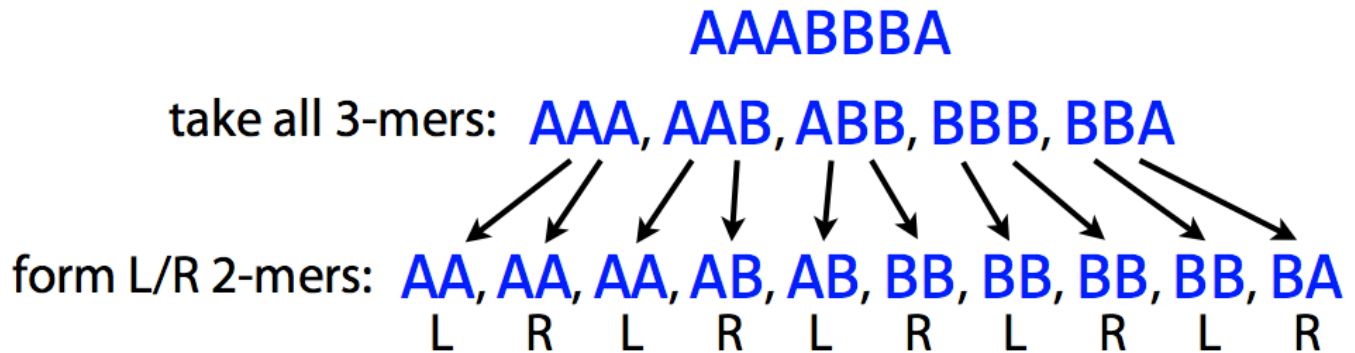 AAABBBA
take all 3-mers: AAA, AAB, ABB, BBB, BBA
form L/R 2-mers: AA, AA, AA, AB, AB, BB, BB, BB, BB, BA
L R L R L R L R L R